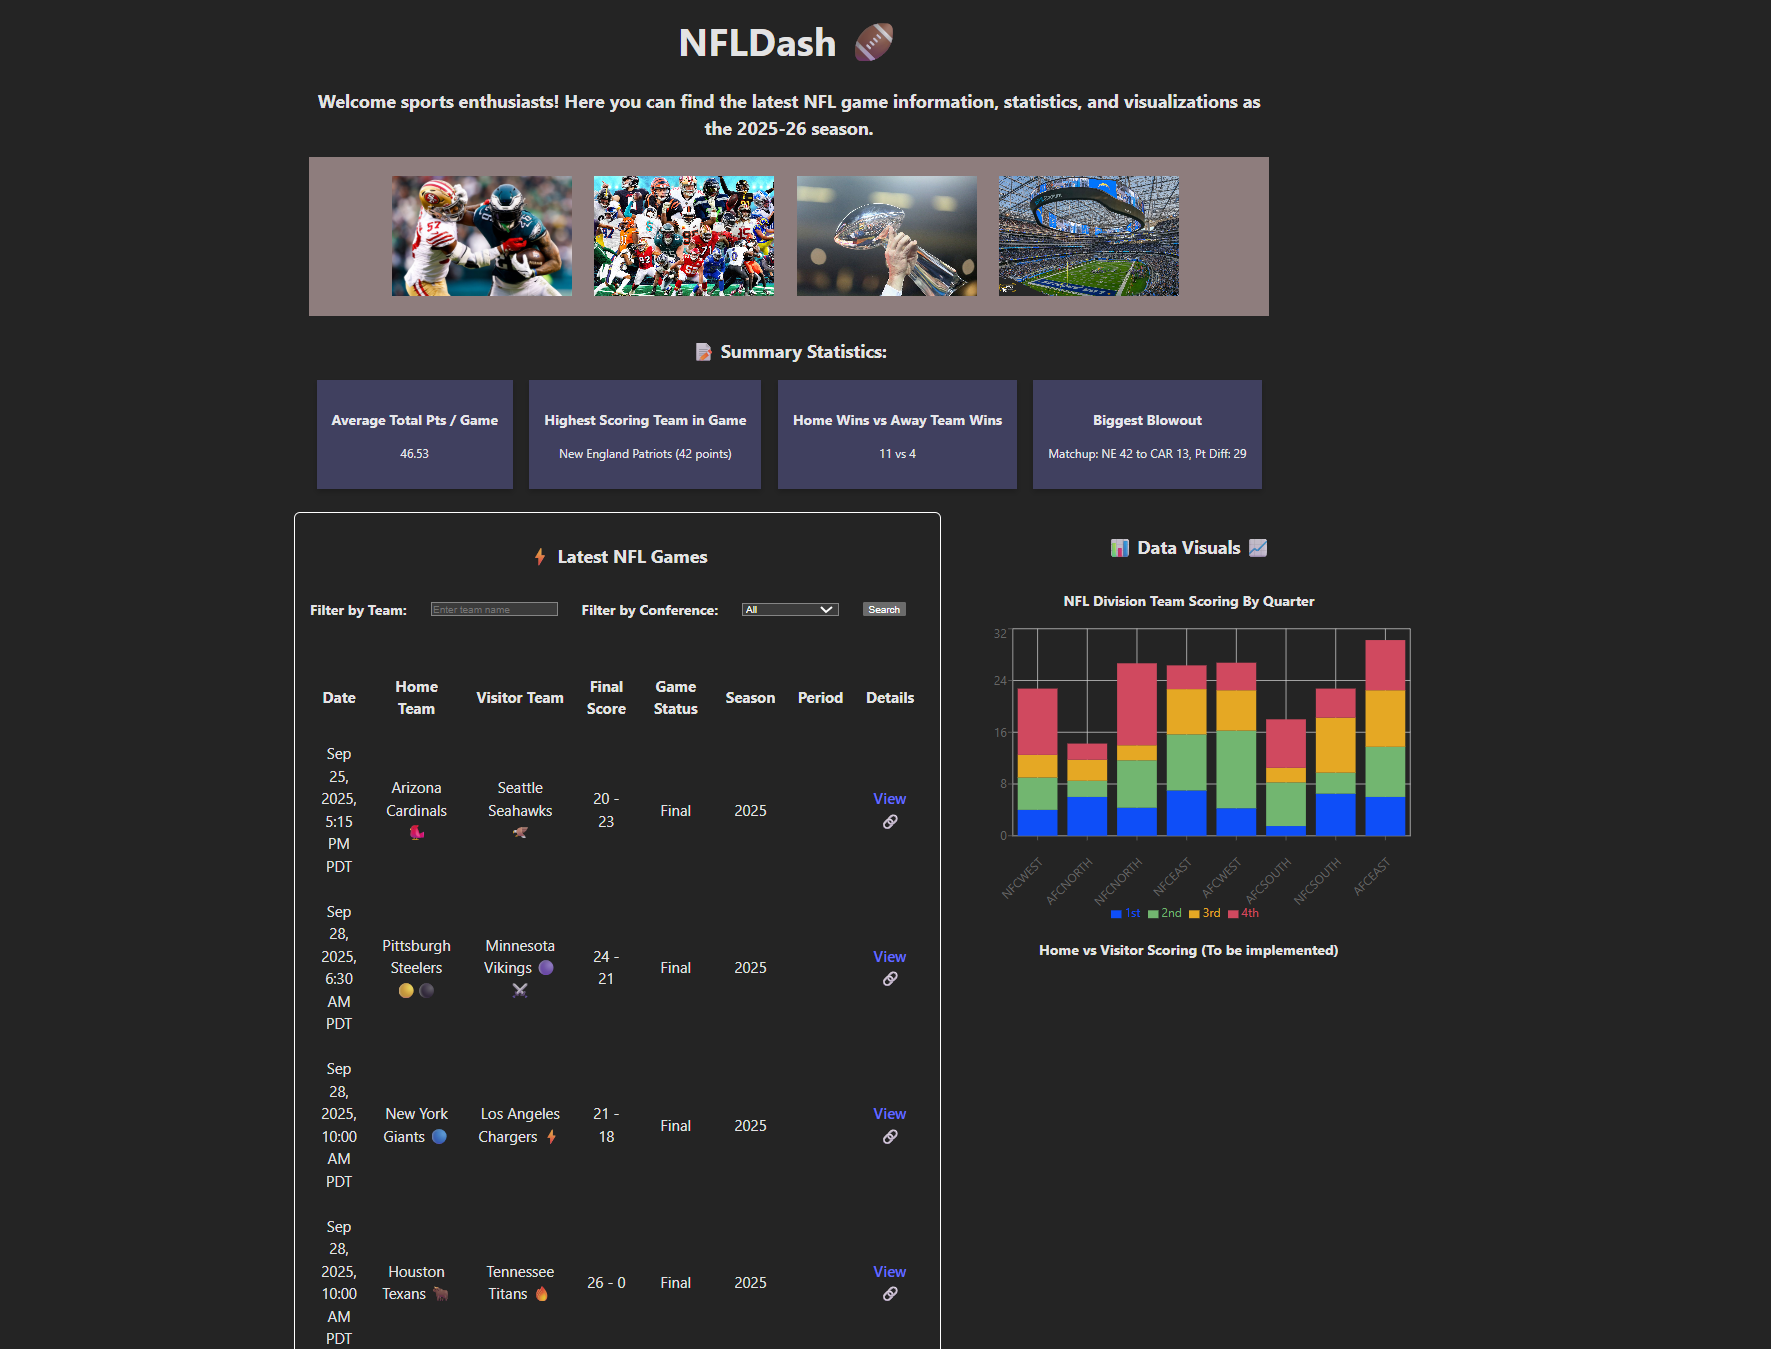 NFLDash 🏈
Welcome sports enthusiasts! Here you can find the latest NFL game information, statistics, and visualizations as
the 2025-26 season.
📝 Summary Statistics:
Average Total Pts / Game
46.53
Highest Scoring Team in Game
New England Patriots (42 points)
Home Wins vs Away Team Wins
11 vs 4
Biggest Blowout
Matchup: NE 42 to CAR 13, Pt Diff: 29
⚡ Latest NFL Games
Filter by Team: Enter team name Filter by Conference: All Search
Date
Home
Team
Visitor Team
Final
Score
Game
Status
Season
Period
Details
Sep
25,
2025,
5:15
PM
PDT
Arizona
Cardinals
Seattle
Seahawks
20 -
23
Final
2025
View
🔗
Sep
28,
2025,
6:30
AM
PDT
Pittsburgh
Steelers
🟡⚫
Minnesota
Vikings 🟣
⚔
24 -
21
Final
2025
View
🔗
Sep
28,
2025,
10:00
AM
PDT
New York
Giants 🔵
Los Angeles
Chargers ⚡
21 -
18
Final
2025
View
🔗
Sep
28,
2025,
10:00
AM
PDT
Houston
Texans 🐂
Tennessee
Titans 🔥
26 - 0
Final
2025
View
🔗
📊 Data Visuals 📈
NFL Division Team Scoring By Quarter
32
24
16
8
0
NFCWEST
AFCNORTH
NFCNORTH
NFCEAST
AFCWEST
AFCSOUTH
NFCSOUTH
AFCEAST
1st 2nd 3rd 4th
Home vs Visitor Scoring (To be implemented)